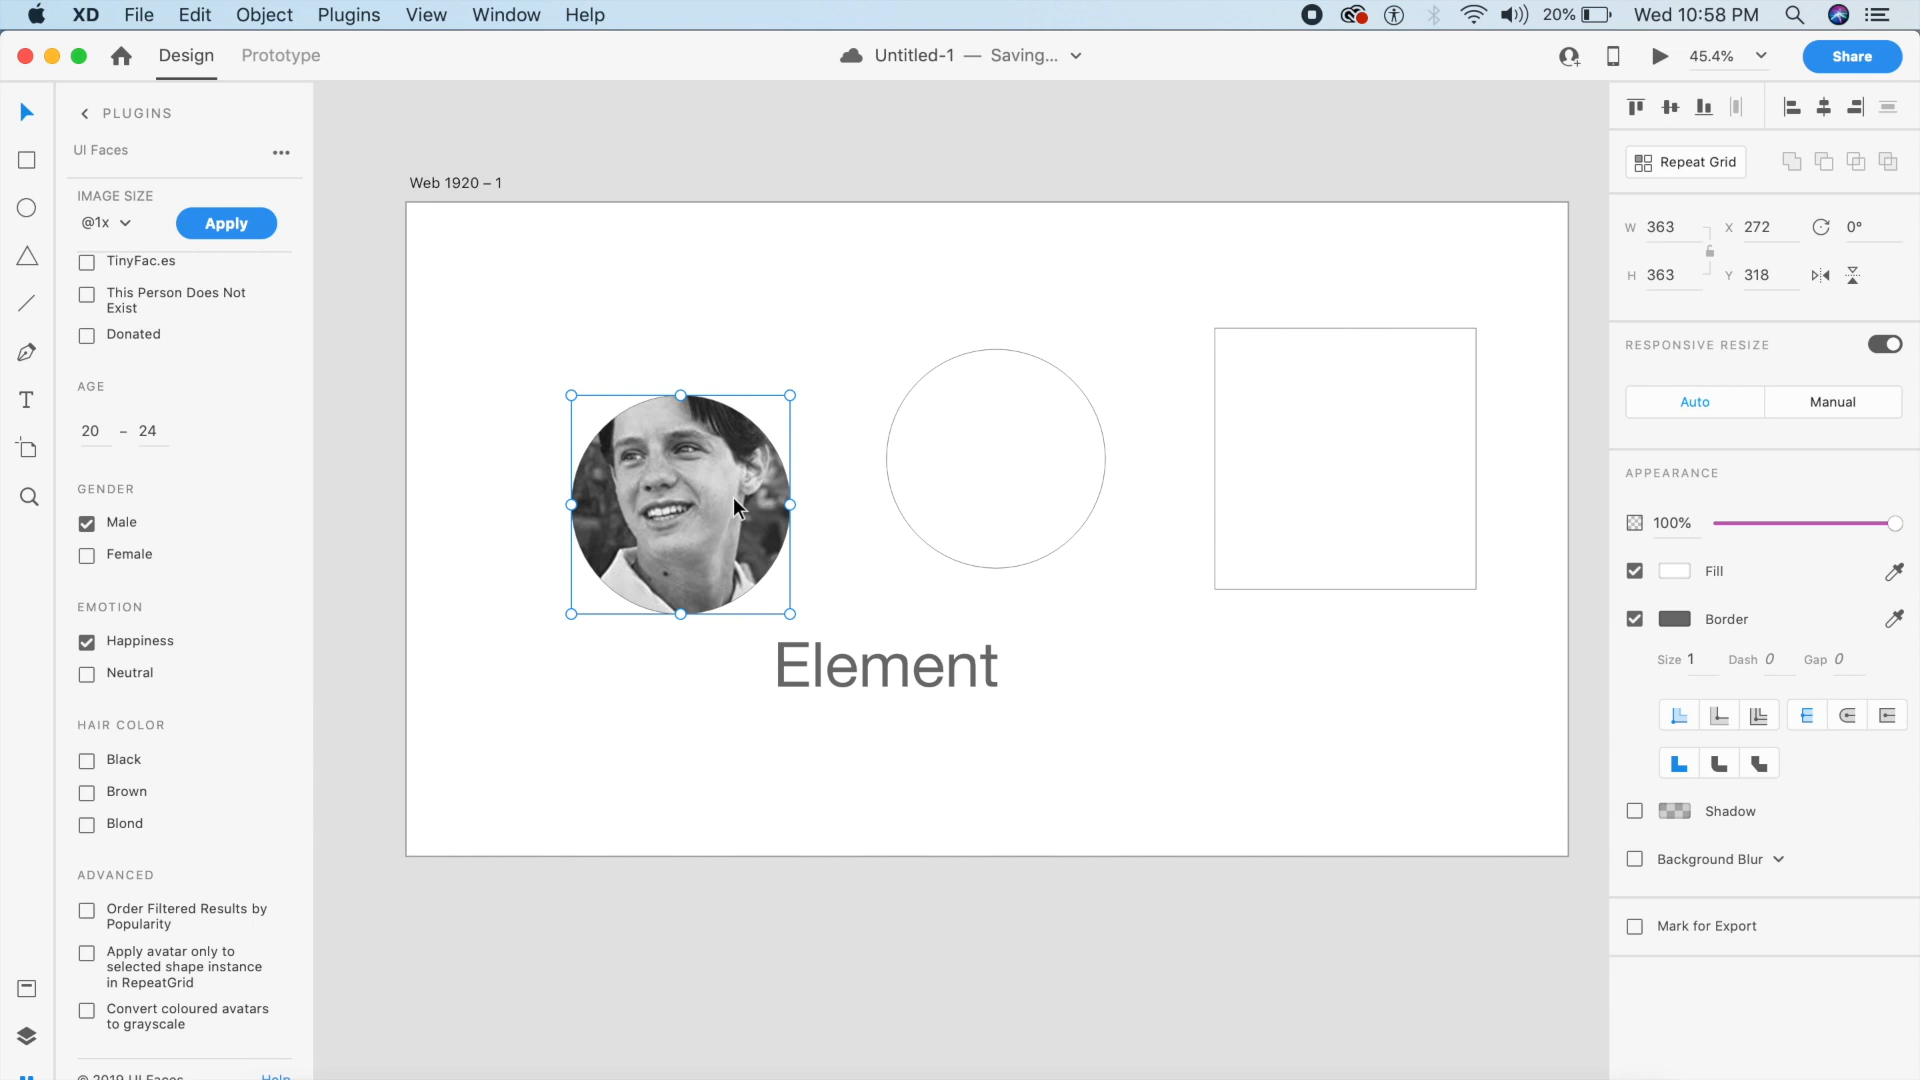 XD File Edit Object Plugins View Window Help 20% Wed 10:58 PM
Design Prototype Untitled-1 — Saving... 45.4% Share
PLUGINS
UI Faces
IMAGE SIZE
@1x Apply
TinyFac.es
This Person Does Not
Exist
Donated
AGE
20 – 24
GENDER
Male
Female
EMOTION
Happiness
Neutral
HAIR COLOR
Black
Brown
Blond
ADVANCED
Order Filtered Results by
Popularity
Apply avatar only to
selected shape instance
in RepeatGrid
Convert coloured avatars
to grayscale
© 2019 UI Faces Help
Web 1920 – 1
Element
Repeat Grid
W 363 X 272 0°
H 363 Y 318
RESPONSIVE RESIZE
Auto Manual
APPEARANCE
100%
Fill
Border
Size 1 Dash 0 Gap 0
Shadow
Background Blur
Mark for Export